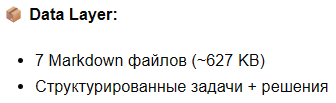 📦 Data Layer:
• 7 Markdown файлов (~627 KB)
• Структурированные задачи + решения